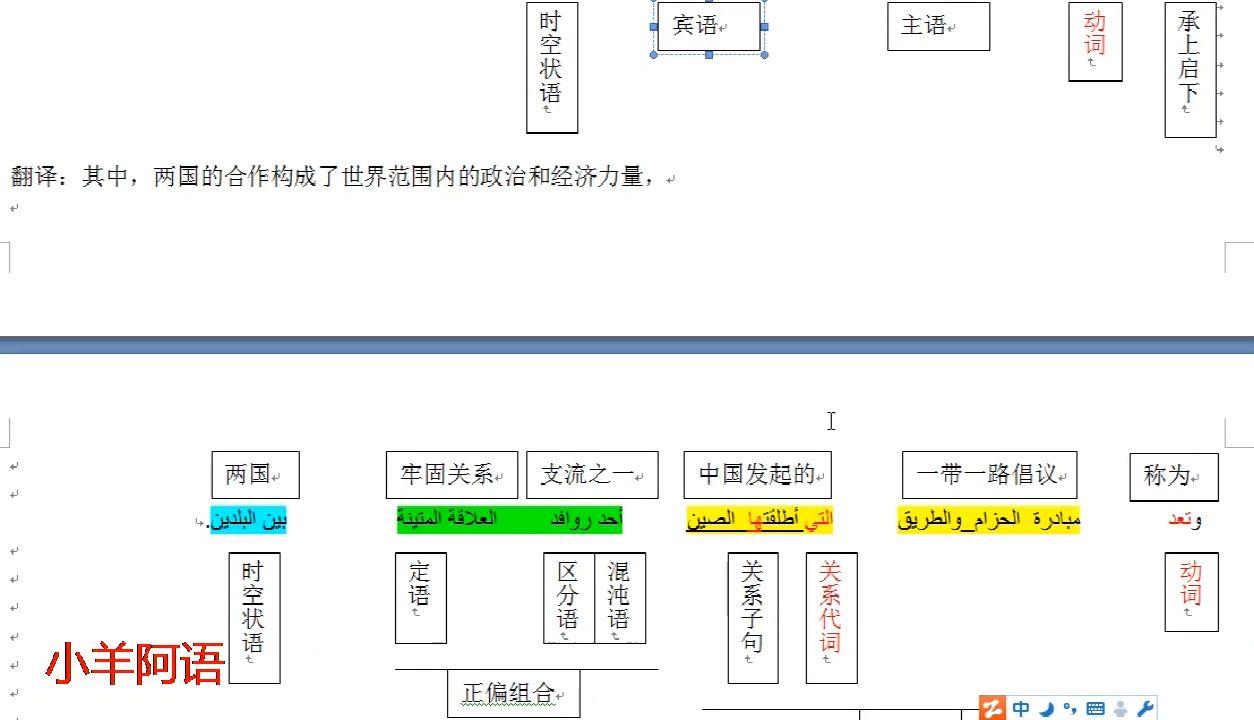 时空状语
宾语
主语
动词
承上启下
翻译：其中，两国的合作构成了世界范围内的政治和经济力量，
两国
牢固关系
支流之一
中国发起的
一带一路倡议
称为
وتعد مبادرة الحزام والطريق التي أطلقتها الصين أحد روافد العلاقة المتينة بين البلدين.
时空状语
定语
区分语
混沌语
关系子句
关系代词
动词
正偏组合
小羊阿语
中